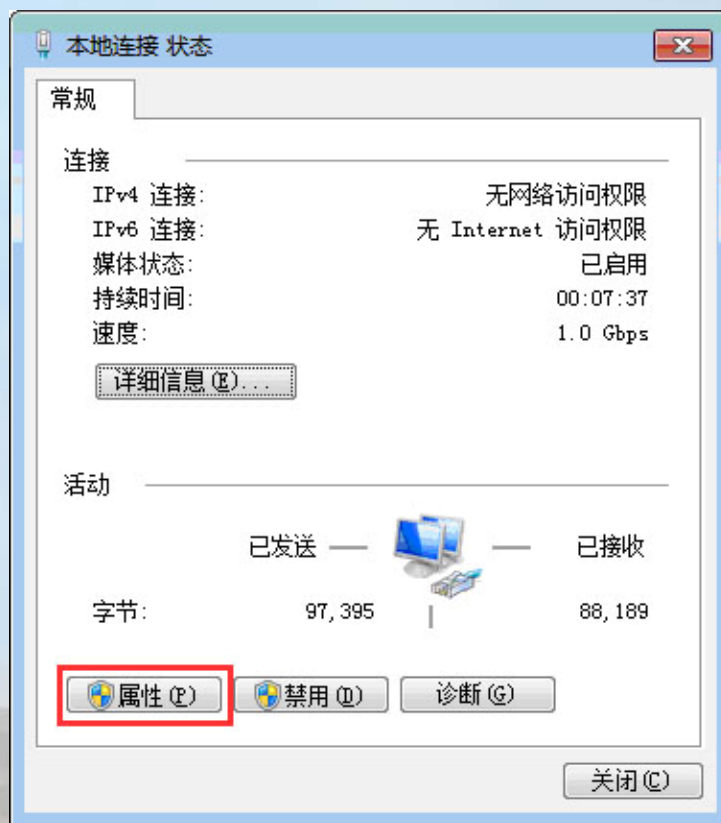 本地连接 状态
常规
连接
IPv4 连接: 无网络访问权限
IPv6 连接: 无 Internet 访问权限
媒体状态: 已启用
持续时间: 00:07:37
速度: 1.0 Gbps
详细信息(E)...
活动
已发送 已接收
字节: 97,395 88,189
属性(P) 禁用(D) 诊断(G)
关闭(C)